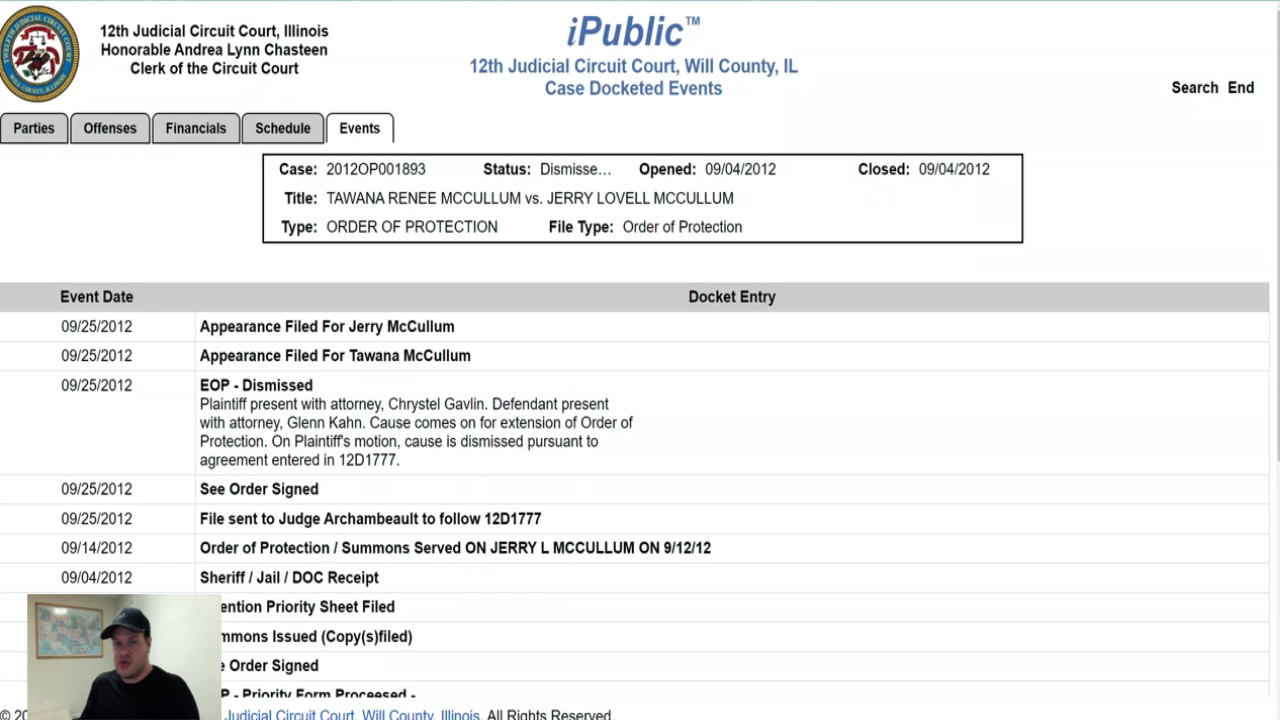 12th Judicial Circuit Court, Illinois
Honorable Andrea Lynn Chasteen
Clerk of the Circuit Court
iPublic™
12th Judicial Circuit Court, Will County, IL
Case Docketed Events
Search End
Parties Offenses Financials Schedule Events
Case: 2012OP001893 Status: Dismisse... Opened: 09/04/2012 Closed: 09/04/2012
Title: TAWANA RENEE MCCULLUM vs. JERRY LOVELL MCCULLUM
Type: ORDER OF PROTECTION File Type: Order of Protection
Event Date Docket Entry
09/25/2012 Appearance Filed For Jerry McCullum
09/25/2012 Appearance Filed For Tawana McCullum
09/25/2012 EOP - Dismissed
Plaintiff present with attorney, Chrystel Gavlin. Defendant present
with attorney, Glenn Kahn. Cause comes on for extension of Order of
Protection. On Plaintiff's motion, cause is dismissed pursuant to
agreement entered in 12D1777.
09/25/2012 See Order Signed
09/25/2012 File sent to Judge Archambeault to follow 12D1777
09/14/2012 Order of Protection / Summons Served ON JERRY L MCCULLUM ON 9/12/12
09/04/2012 Sheriff / Jail / DOC Receipt
ention Priority Sheet Filed
mmons Issued (Copy(s)filed)
e Order Signed
P - Priority Form Proceesed -
© 20 Judicial Circuit Court, Will County, Illinois. All Rights Reserved.